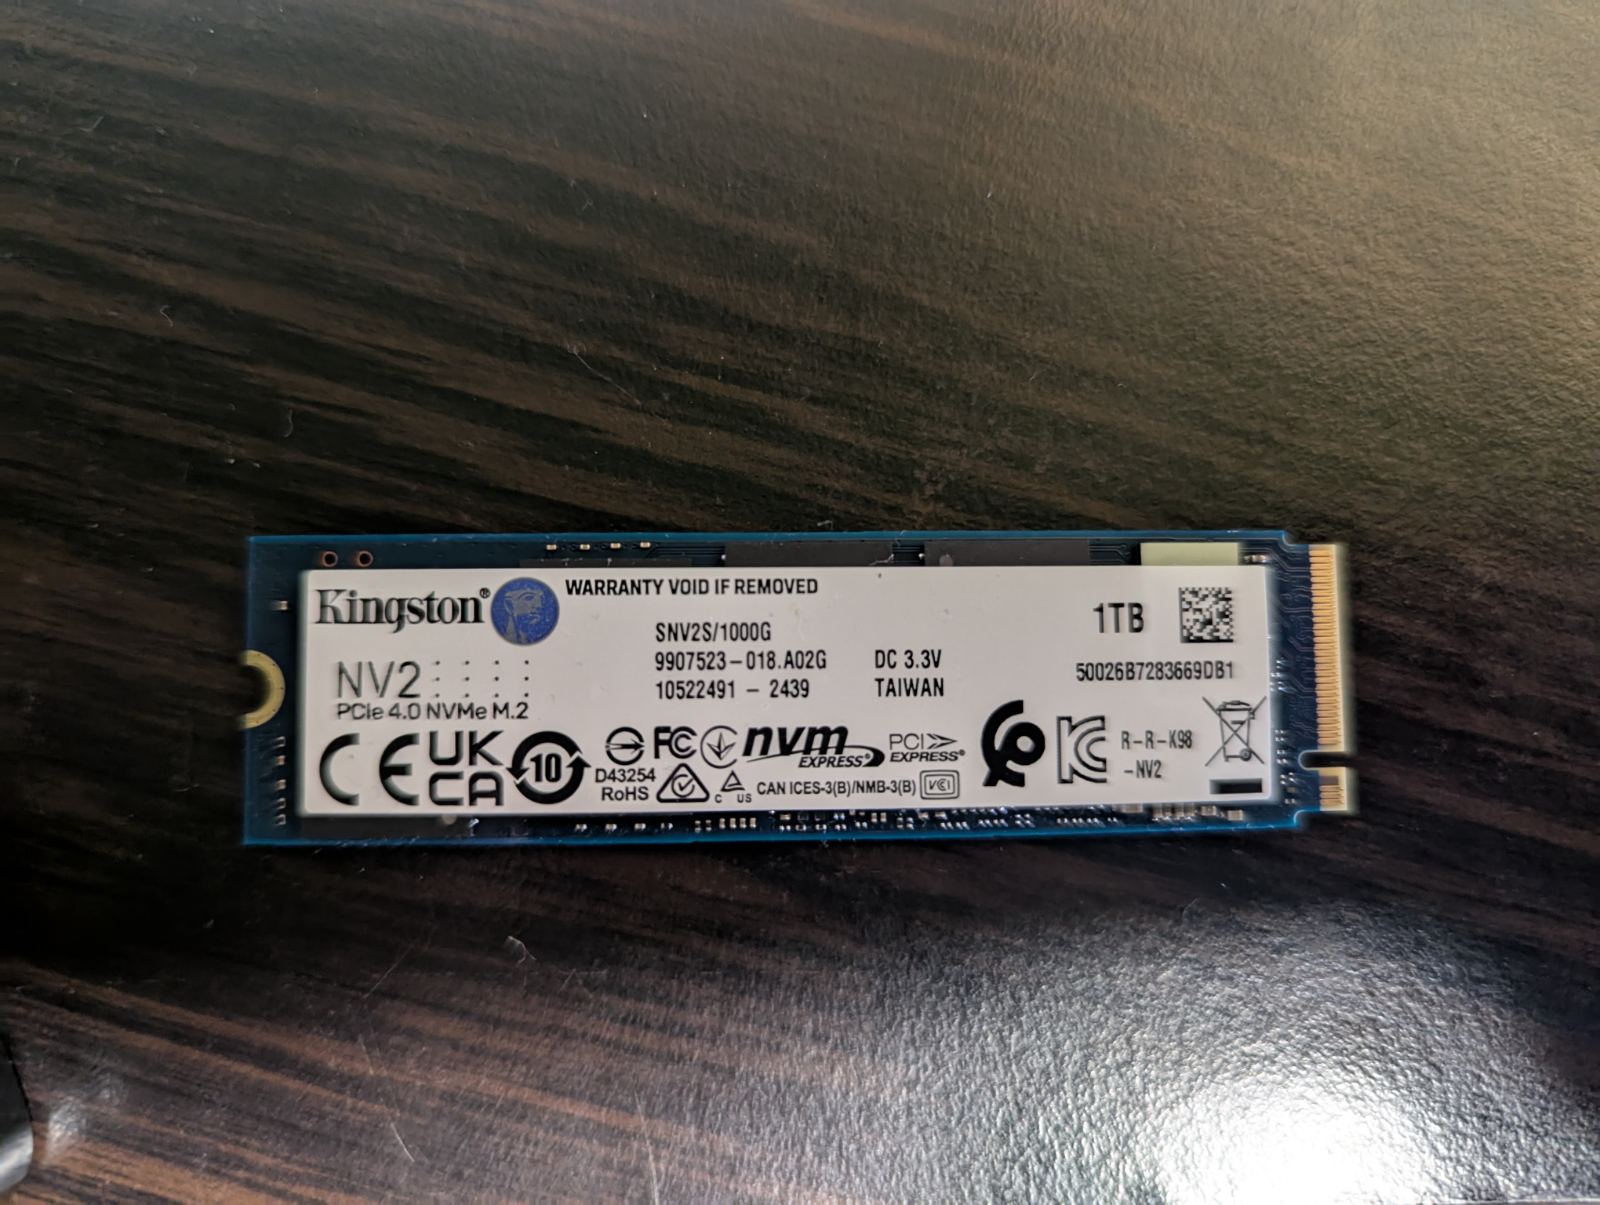 Kingston®
WARRANTY VOID IF REMOVED
SNV2S/1000G
9907523-018.A02G
10522491 - 2439
DC 3.3V
TAIWAN
1TB
50026B7283669DB1
NV2
PCIe 4.0 NVMe M.2
CE
UK
CA
10
D43254
RoHS
FC
nvm
EXPRESS®
PCI
EXPRESS®
C US
CAN ICES-3(B)/NMB-3(B)
VCI
R-R-K98
-NV2